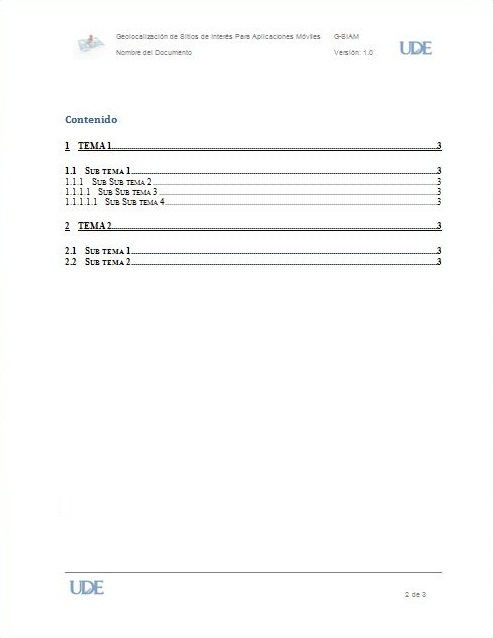 Geolocalización de Sitios de Interés Para Aplicaciones Móviles G-SIAM
Nombre del Documento Versión: 1.0
UDE
Contenido
1 TEMA 1 3
1.1 SUB TEMA 1 3
1.1.1 SUB SUB TEMA 2 3
1.1.1.1 SUB SUB TEMA 3 3
1.1.1.1.1 SUB SUB TEMA 4 3
2 TEMA 2 3
2.1 SUB TEMA 1 3
2.2 SUB TEMA 2 3
UDE
2 de 3